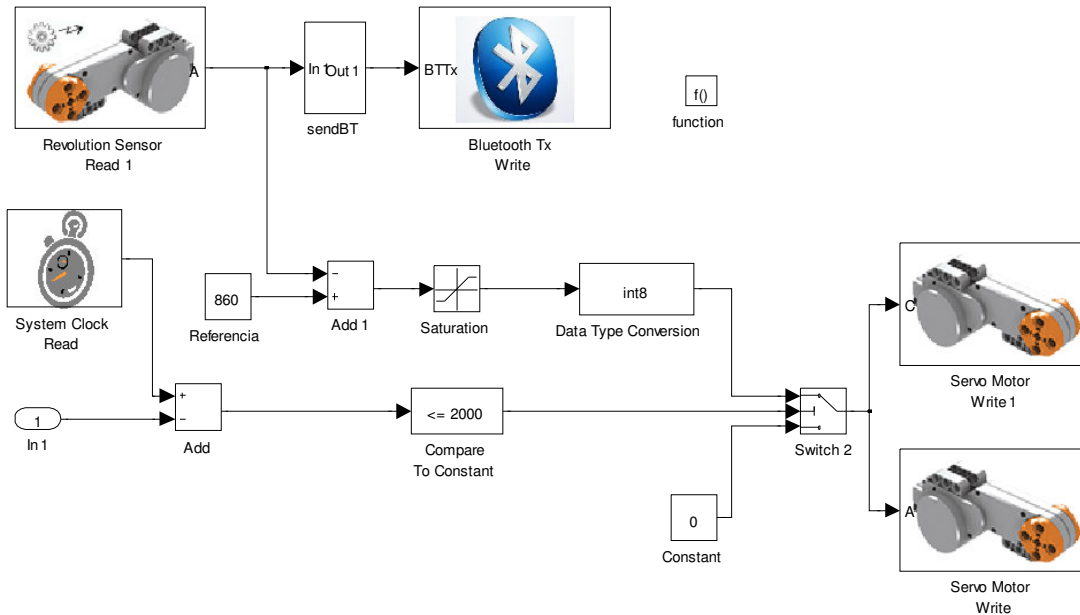 A
Revolution Sensor
Read 1
In 1
Out 1
sendBT
BTTx
Bluetooth Tx
Write
f()
function
System Clock
Read
860
Referencia
−
+
Add 1
Saturation
int8
Data Type Conversion
C
Servo Motor
Write 1
1
In 1
+
−
Add
<= 2000
Compare
To Constant
Switch 2
0
Constant
A
Servo Motor
Write